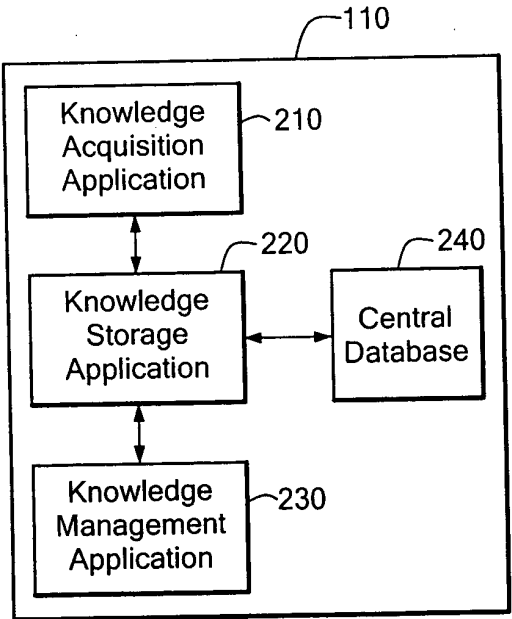 110
Knowledge
Acquisition
Application
210
220
240
Knowledge
Storage
Application
Central
Database
Knowledge
Management
Application
230